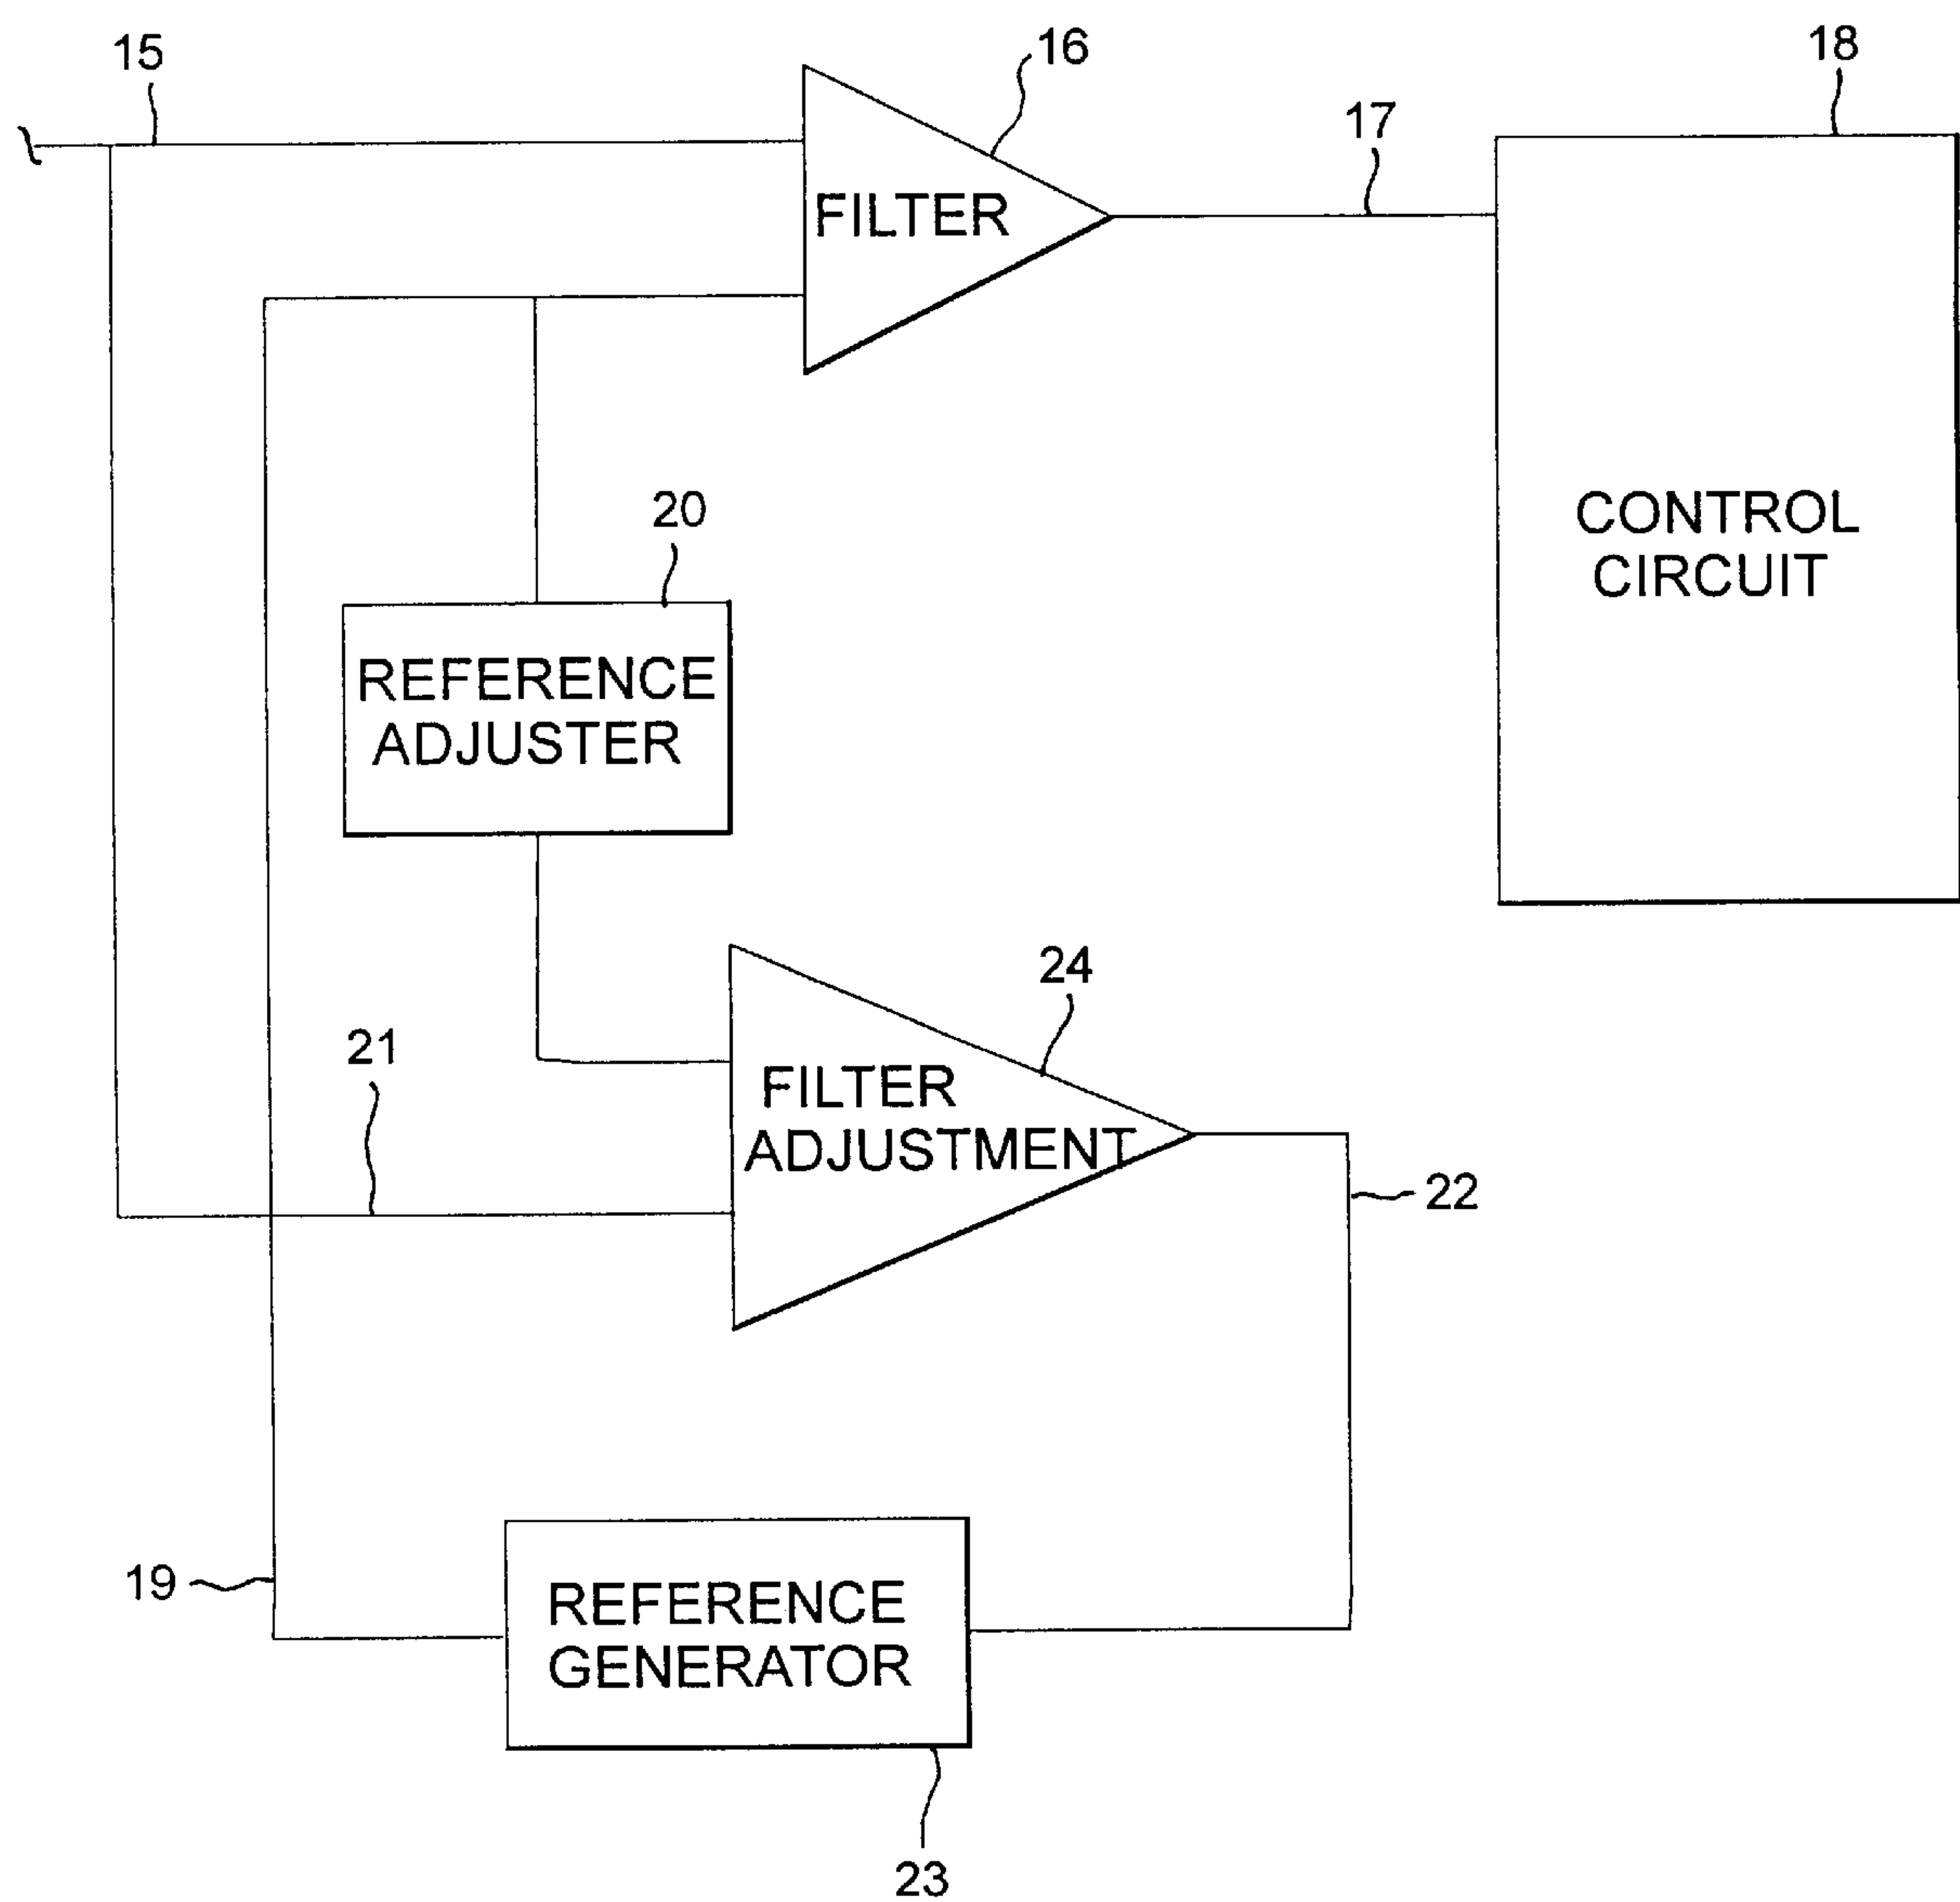 15
16
18
17
FILTER
20
CONTROL
CIRCUIT
REFERENCE
ADJUSTER
24
21
FILTER
ADJUSTMENT
22
19
REFERENCE
GENERATOR
23